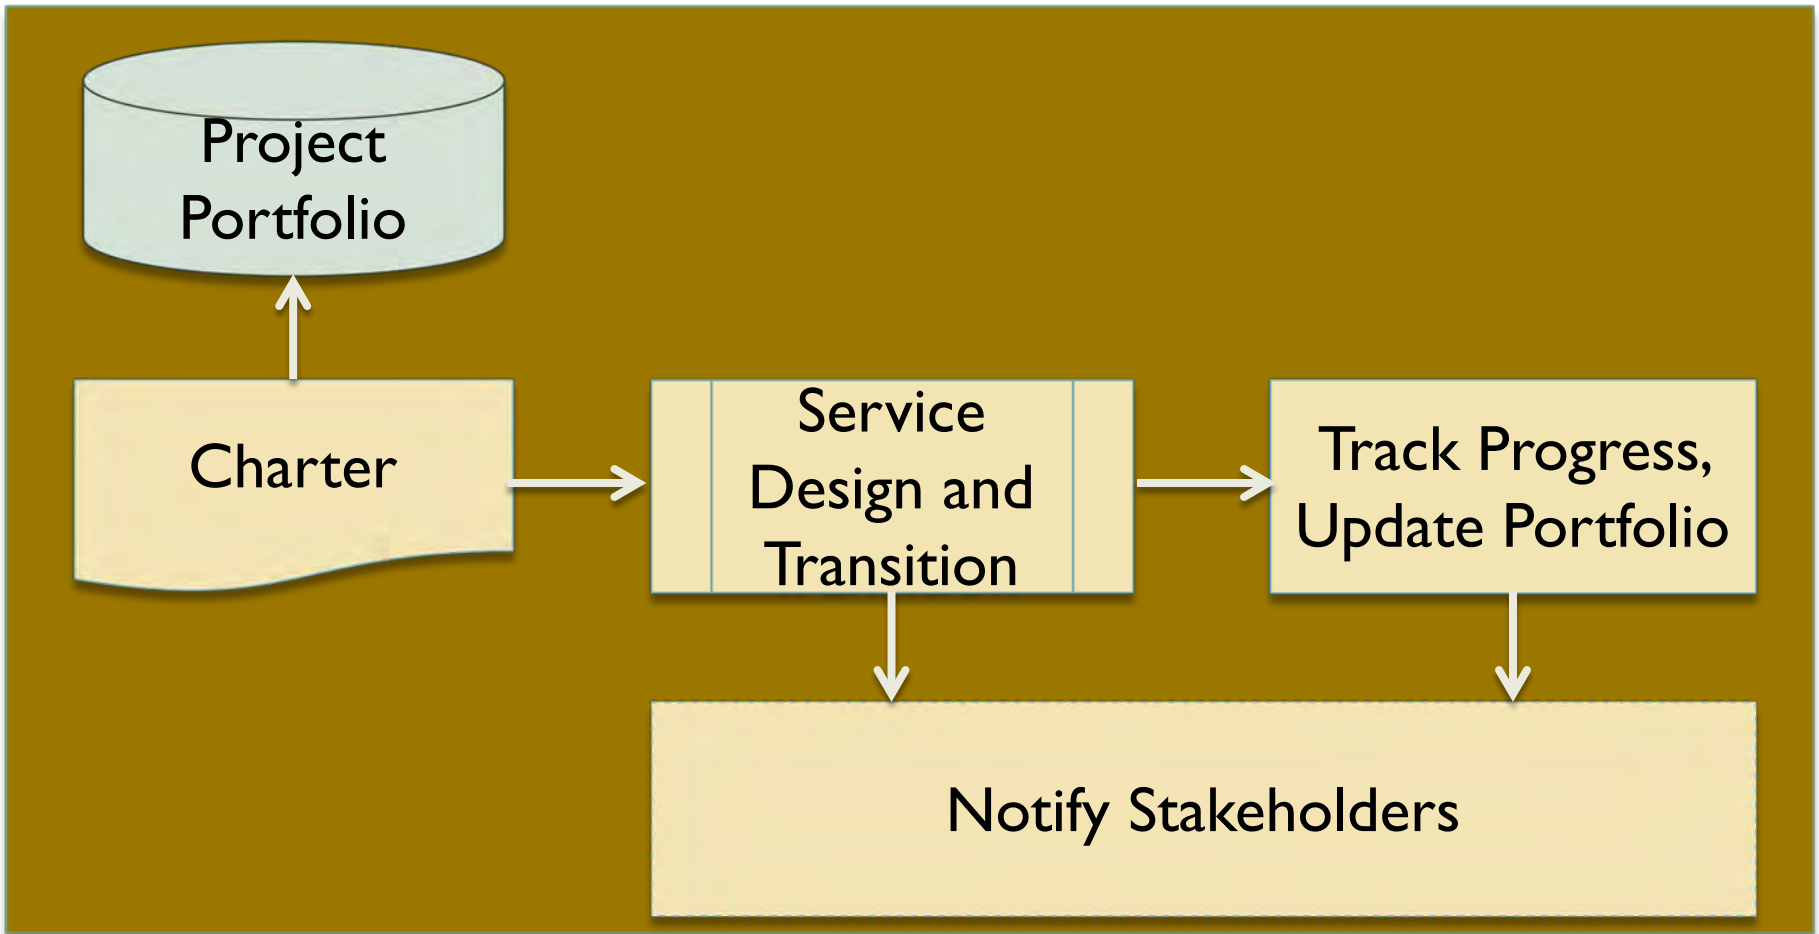 Project
Portfolio
Charter
Service
Design and
Transition
Track Progress,
Update Portfolio
Notify Stakeholders